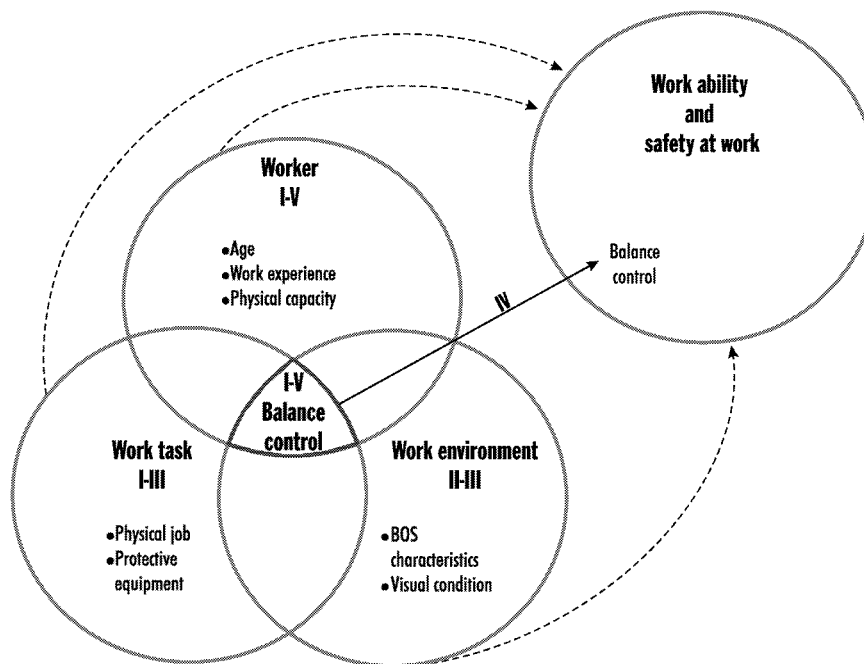 Work ability
and
safety at work
Balance
control
Worker
I-V
•Age
•Work experience
•Physical capacity
IV
I-V
Balance
control
Work task
I-III
•Physical job
•Protective
equipment
Work environment
II-III
•BOS
characteristics
•Visual condition